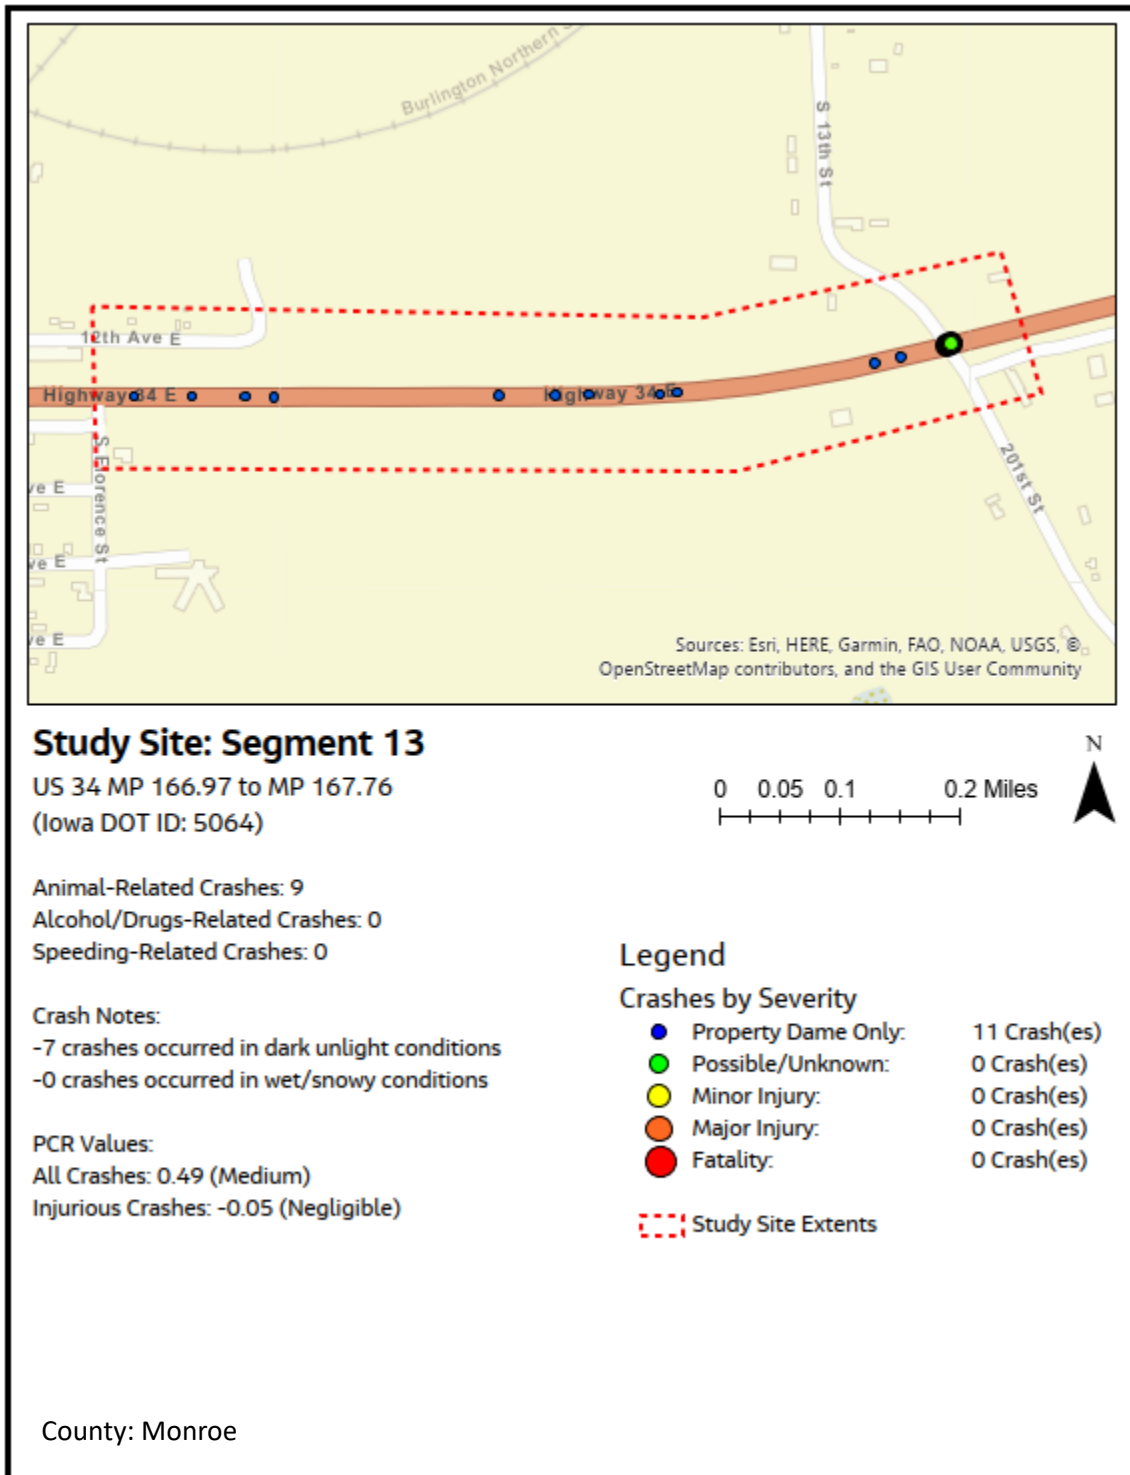 Burlington Northern S
S 13th St
12th Ave E
Highway 34 E
Highway 34 E
S Florence St
ve E
ve E
ve E
201st St
Sources: Esri, HERE, Garmin, FAO, NOAA, USGS, ©
OpenStreetMap contributors, and the GIS User Community
Study Site: Segment 13
US 34 MP 166.97 to MP 167.76
(Iowa DOT ID: 5064)
0 0.05 0.1 0.2 Miles
N
Animal-Related Crashes: 9
Alcohol/Drugs-Related Crashes: 0
Speeding-Related Crashes: 0
Crash Notes:
-7 crashes occurred in dark unlight conditions
-0 crashes occurred in wet/snowy conditions
PCR Values:
All Crashes: 0.49 (Medium)
Injurious Crashes: -0.05 (Negligible)
Legend
Crashes by Severity
Property Dame Only: 11 Crash(es)
Possible/Unknown: 0 Crash(es)
Minor Injury: 0 Crash(es)
Major Injury: 0 Crash(es)
Fatality: 0 Crash(es)
Study Site Extents
County: Monroe